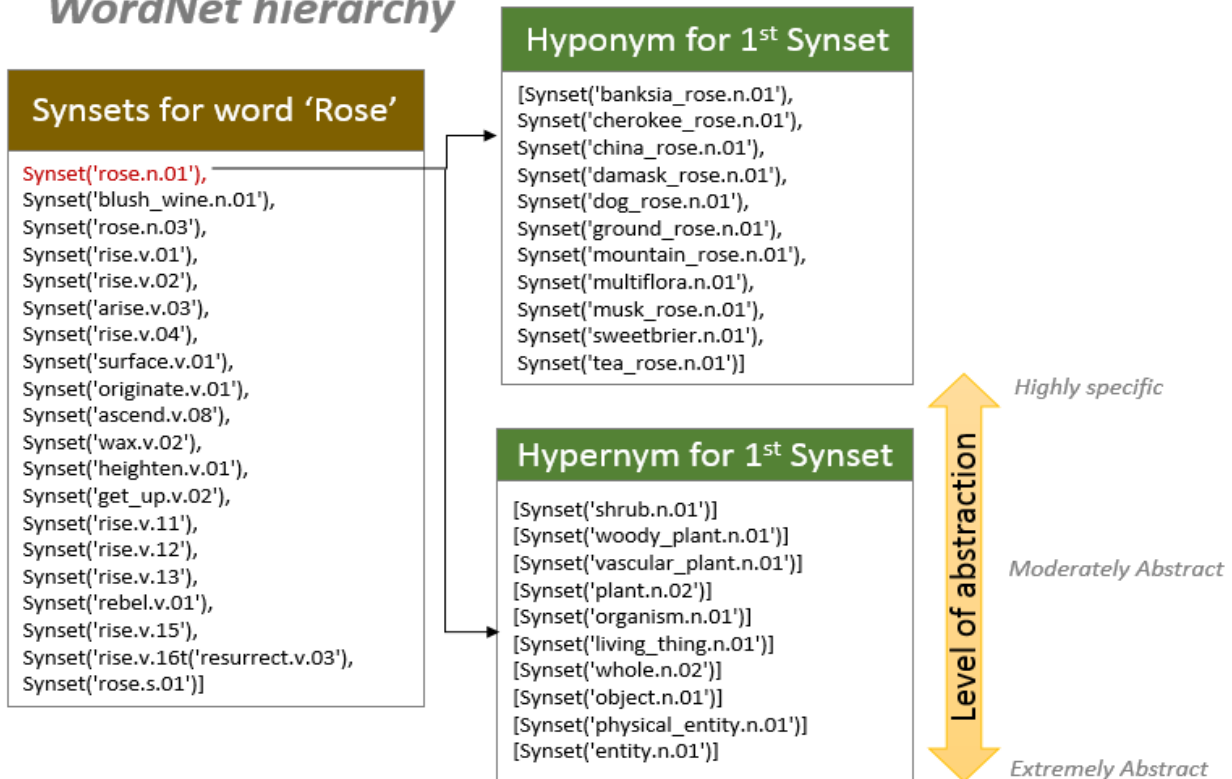 WordNet hierarchy
Synsets for word ‘Rose’
Synset('rose.n.01'),
Synset('blush_wine.n.01'),
Synset('rose.n.03'),
Synset('rise.v.01'),
Synset('rise.v.02'),
Synset('arise.v.03'),
Synset('rise.v.04'),
Synset('surface.v.01'),
Synset('originate.v.01'),
Synset('ascend.v.08'),
Synset('wax.v.02'),
Synset('heighten.v.01'),
Synset('get_up.v.02'),
Synset('rise.v.11'),
Synset('rise.v.12'),
Synset('rise.v.13'),
Synset('rebel.v.01'),
Synset('rise.v.15'),
Synset('rise.v.16t('resurrect.v.03'),
Synset('rose.s.01')]
Hyponym for 1st Synset
[Synset('banksia_rose.n.01'),
Synset('cherokee_rose.n.01'),
Synset('china_rose.n.01'),
Synset('damask_rose.n.01'),
Synset('dog_rose.n.01'),
Synset('ground_rose.n.01'),
Synset('mountain_rose.n.01'),
Synset('multiflora.n.01'),
Synset('musk_rose.n.01'),
Synset('sweetbrier.n.01'),
Synset('tea_rose.n.01')]
Hypernym for 1st Synset
[Synset('shrub.n.01')]
[Synset('woody_plant.n.01')]
[Synset('vascular_plant.n.01')]
[Synset('plant.n.02')]
[Synset('organism.n.01')]
[Synset('living_thing.n.01')]
[Synset('whole.n.02')]
[Synset('object.n.01')]
[Synset('physical_entity.n.01')]
[Synset('entity.n.01')]
Level of abstraction
Highly specific
Moderately Abstract
Extremely Abstract